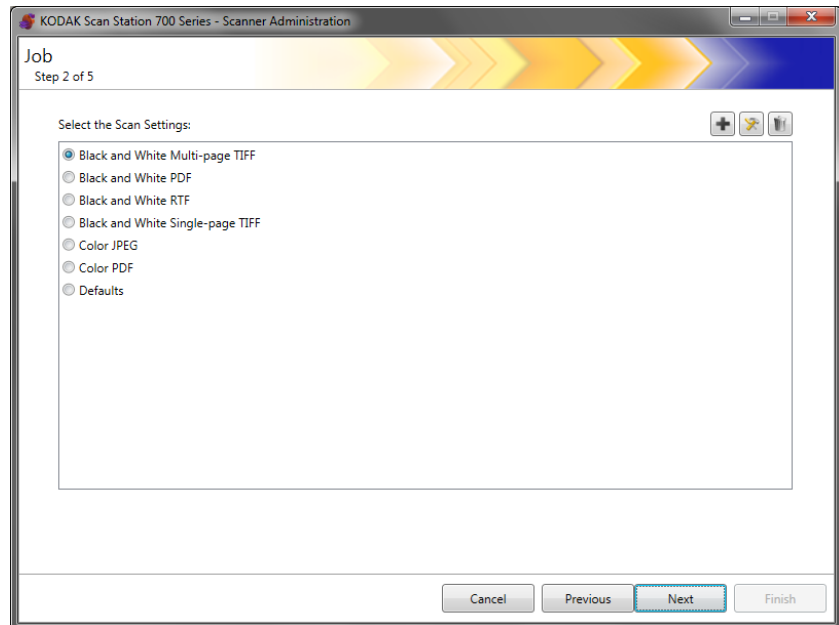 KODAK Scan Station 700 Series - Scanner Administration
Job
Step 2 of 5
Select the Scan Settings:
Black and White Multi-page TIFF
Black and White PDF
Black and White RTF
Black and White Single-page TIFF
Color JPEG
Color PDF
Defaults
Cancel Previous Next Finish